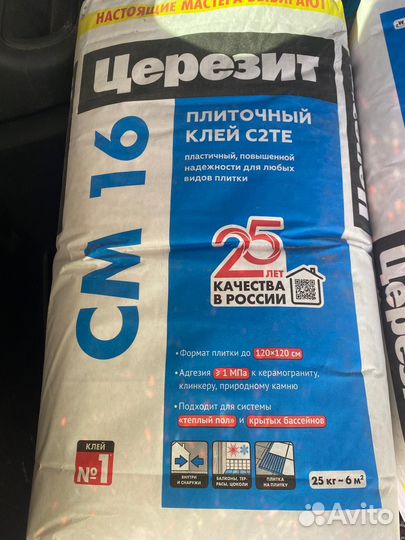 НАСТОЯЩИЕ МАСТЕРА ВЫБИРАЮТ
Церезит
СМ 16
ПЛИТОЧНЫЙ
КЛЕЙ С2ТЕ
пластичный, повышенной
надежности для любых
видов плитки
25
ЛЕТ
КАЧЕСТВА
В РОССИИ
• Формат плитки до 120×120 см
• Адгезия ≥1 МПа к керамограниту,
клинкеру, природному камню
• Подходит для системы
«теплый пол» и крытых бассейнов
КЛЕЙ
№1
ВНУТРИ
И СНАРУЖИ
БАЛКОНЫ, ТЕР-
РАСЫ, ЦОКОЛИ
ПЛИТКА
НА ПЛИТКУ
25 кг ~ 6 м²
Avito